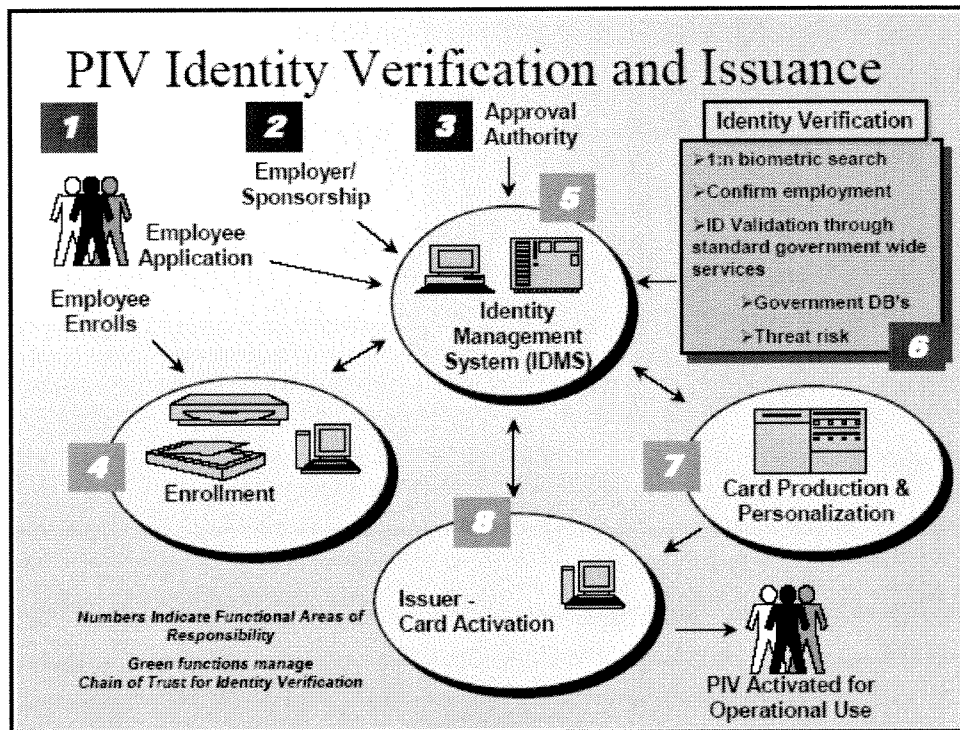 PIV Identity Verification and Issuance
1
2
3
Approval
Authority
Employer/
Sponsorship
Employee
Application
Employee
Enrolls
Identity Verification
➢1:n biometric search
➢Confirm employment
➢ID Validation through
standard government wide
services
➢Government DB's
➢Threat risk
6
5
Identity
Management
System (IDMS)
4
Enrollment
7
Card Production &
Personalization
8
Issuer -
Card Activation
Numbers Indicate Functional Areas of
Responsibility
Green functions manage
Chain of Trust for Identity Verification
PIV Activated for
Operational Use